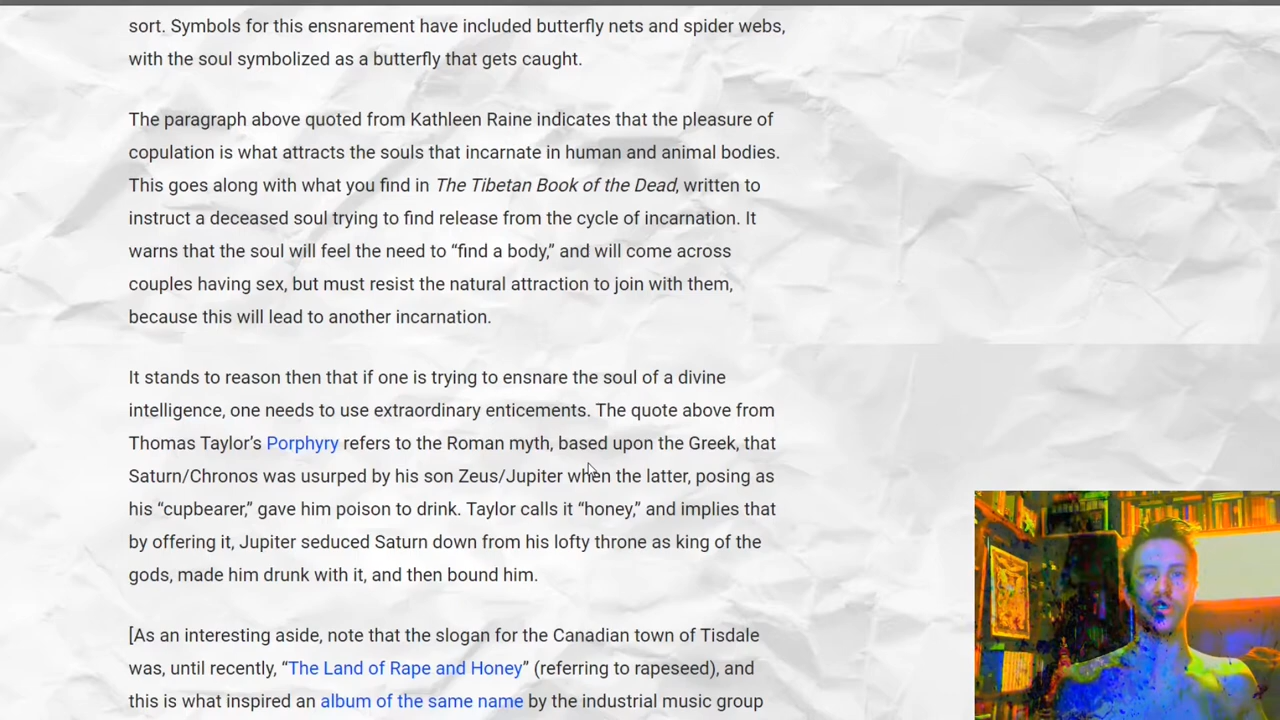 sort. Symbols for this ensnarement have included butterfly nets and spider webs,
with the soul symbolized as a butterfly that gets caught.
The paragraph above quoted from Kathleen Raine indicates that the pleasure of
copulation is what attracts the souls that incarnate in human and animal bodies.
This goes along with what you find in The Tibetan Book of the Dead, written to
instruct a deceased soul trying to find release from the cycle of incarnation. It
warns that the soul will feel the need to “find a body,” and will come across
couples having sex, but must resist the natural attraction to join with them,
because this will lead to another incarnation.
It stands to reason then that if one is trying to ensnare the soul of a divine
intelligence, one needs to use extraordinary enticements. The quote above from
Thomas Taylor’s Porphyry refers to the Roman myth, based upon the Greek, that
Saturn/Chronos was usurped by his son Zeus/Jupiter when the latter, posing as
his “cupbearer,” gave him poison to drink. Taylor calls it “honey,” and implies that
by offering it, Jupiter seduced Saturn down from his lofty throne as king of the
gods, made him drunk with it, and then bound him.
[As an interesting aside, note that the slogan for the Canadian town of Tisdale
was, until recently, “The Land of Rape and Honey” (referring to rapeseed), and
this is what inspired an album of the same name by the industrial music group